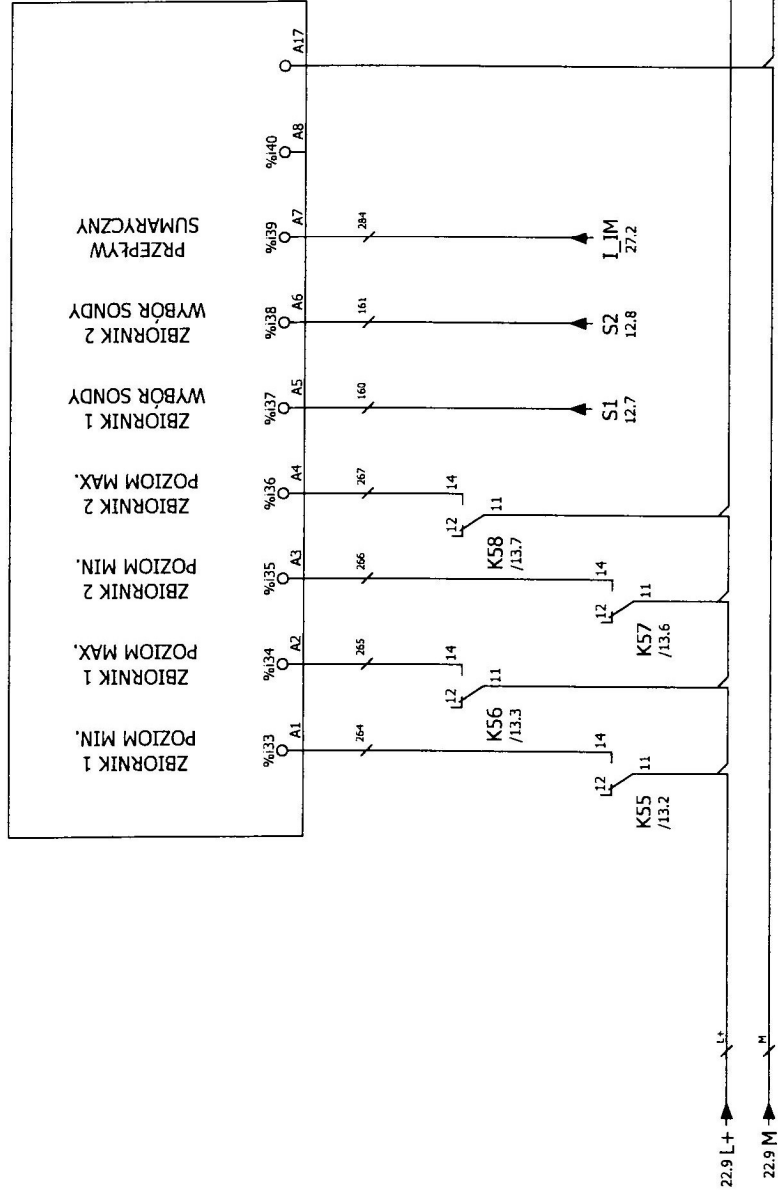 ZBIORNIK 1
POZIOM MIN.
ZBIORNIK 1
POZIOM MAX.
ZBIORNIK 2
POZIOM MIN.
ZBIORNIK 2
POZIOM MAX.
ZBIORNIK 1
WYBÓR SONDY
ZBIORNIK 2
WYBÓR SONDY
PRZEPŁYW
SUMARYCZNY
%i33
%i34
%i35
%i36
%i37
%i38
%i39
%i40
A1
A2
A3
A4
A5
A6
A7
A8
A17
264
265
266
267
160
161
284
12
14
11
K55
/13.2
12
14
11
K56
/13.3
12
14
11
K57
/13.6
12
14
11
K58
/13.7
S1
12.7
S2
12.8
I_IM
27.2
22.9 L+
L+
22.9 M
M